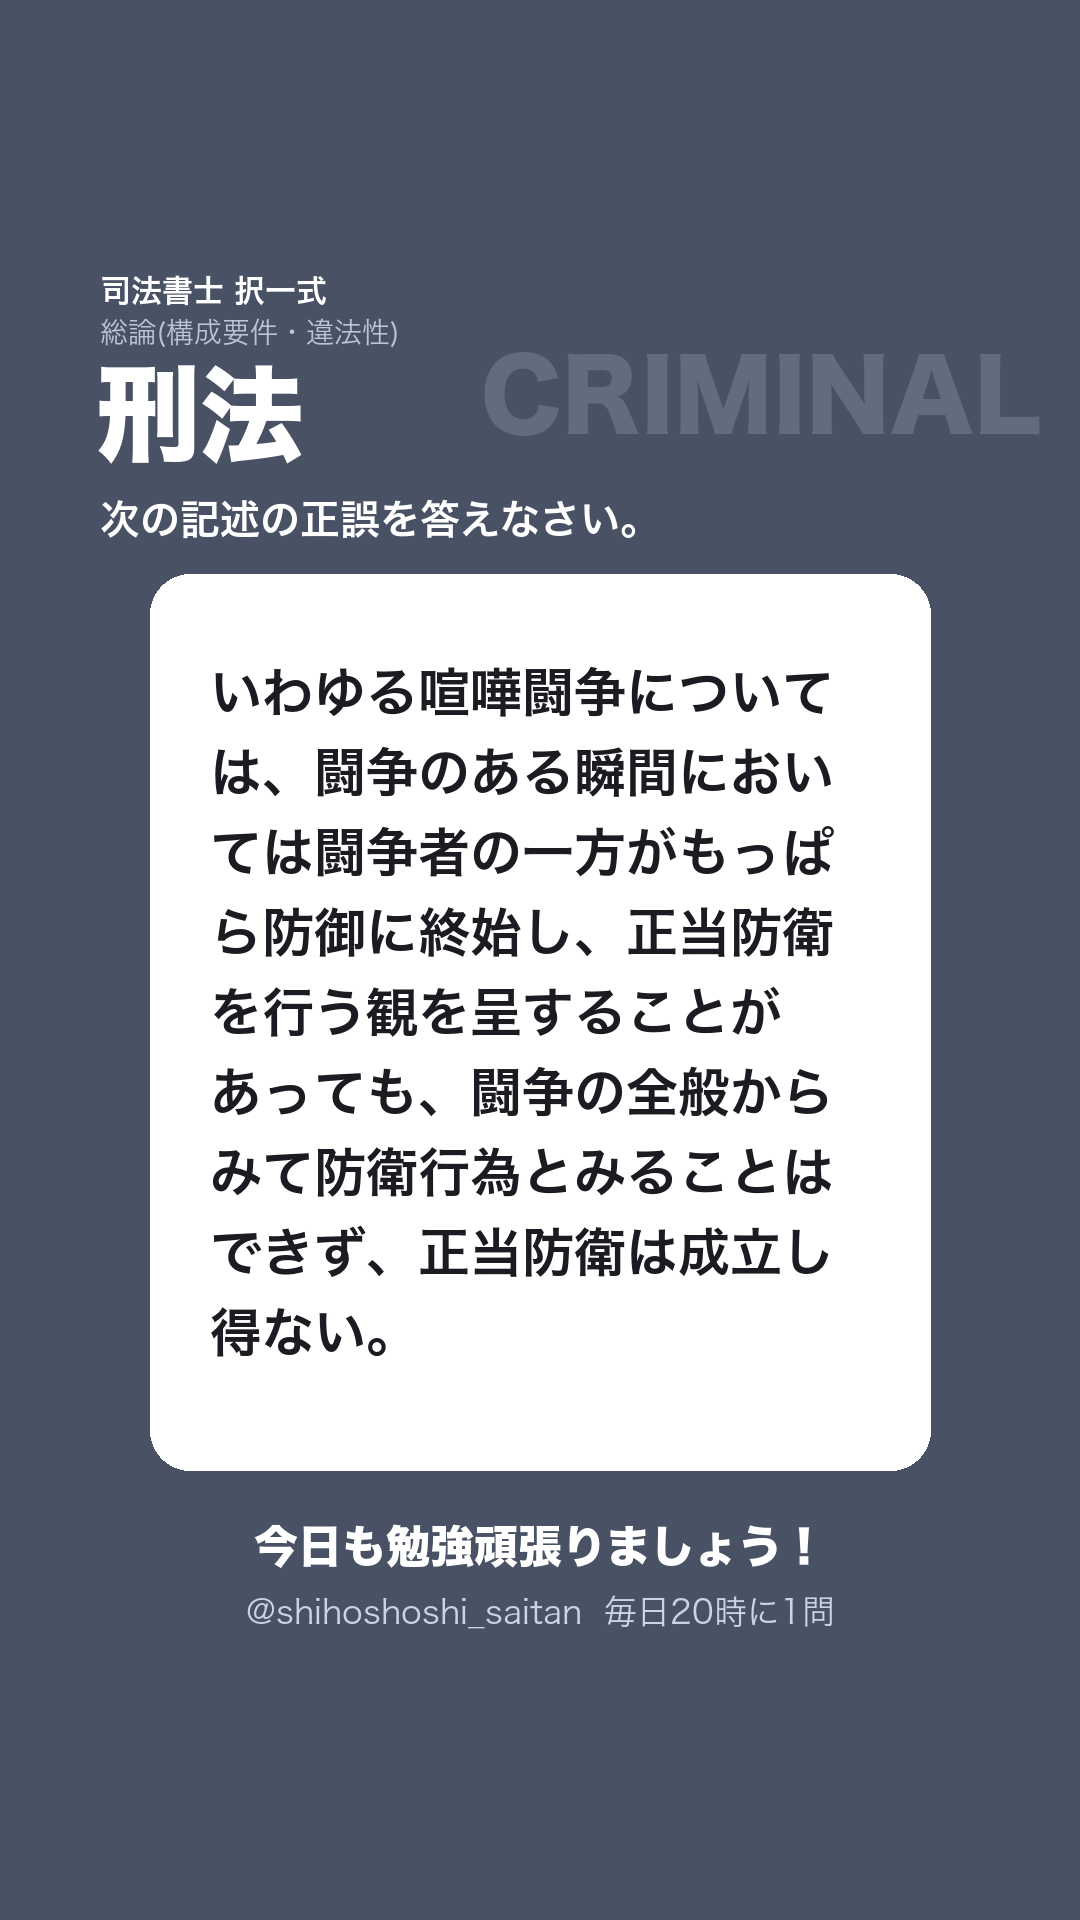 司法書士 択一式
総論(構成要件・違法性)
刑法
CRIMINAL
次の記述の正誤を答えなさい。
いわゆる喧嘩闘争について
は、闘争のある瞬間におい
ては闘争者の一方がもっぱ
ら防御に終始し、正当防衛
を行う観を呈することが
あっても、闘争の全般から
みて防衛行為とみることは
できず、正当防衛は成立し
得ない。
今日も勉強頑張りましょう！
@shihoshoshi_saitan 毎日20時に1問